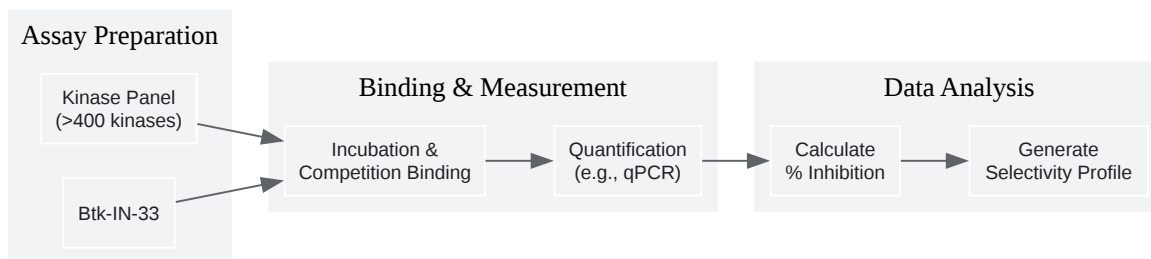 Assay Preparation
Kinase Panel
(>400 kinases)
Btk-IN-33
Binding & Measurement
Incubation &
Competition Binding
Quantification
(e.g., qPCR)
Data Analysis
Calculate
% Inhibition
Generate
Selectivity Profile